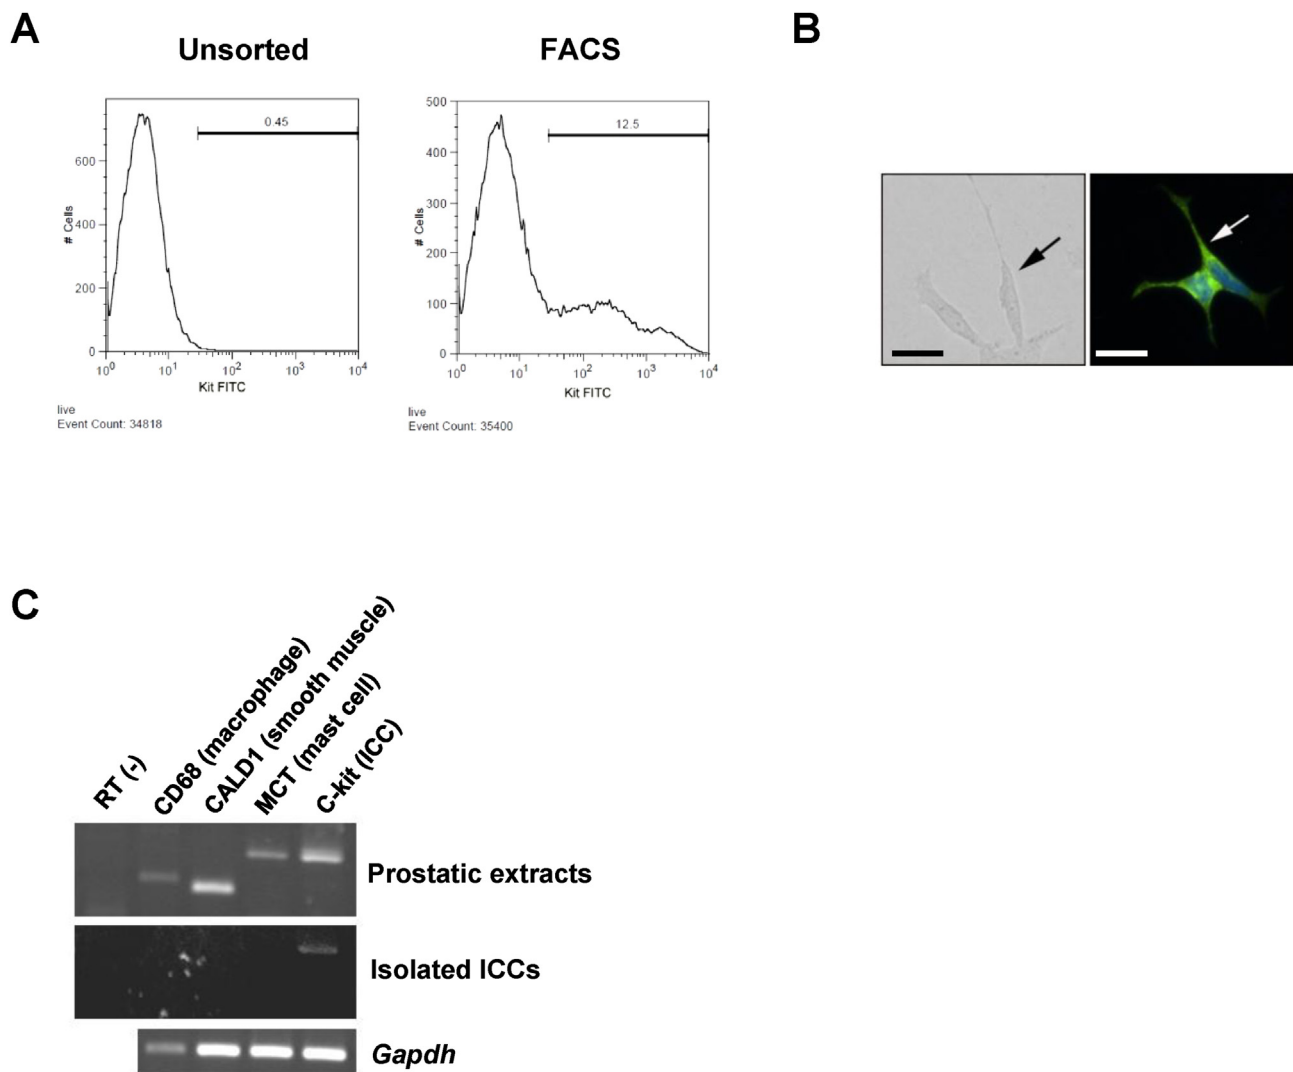 A
Unsorted
FACS
B
0.45
600
400
200
0
# Cells
10^0 10^1 10^2 10^3 10^4
Kit FITC
live
Event Count: 34818
12.5
500
400
300
200
100
0
# Cells
10^0 10^1 10^2 10^3 10^4
Kit FITC
live
Event Count: 35400
C
RT (-)
CD68 (macrophage)
CALD1 (smooth muscle)
MCT (mast cell)
C-kit (ICC)
Prostatic extracts
Isolated ICCs
Gapdh